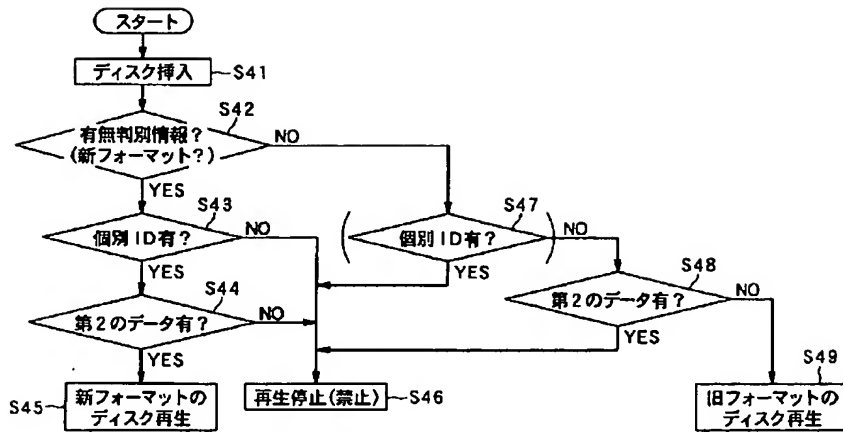 スタート
ディスク挿入
S41
有無判別情報?
(新フォーマット?)
S42
NO
YES
個別ID有?
S43
NO
YES
(個別ID有?)
S47
NO
YES
第2のデータ有?
S44
NO
YES
第2のデータ有?
S48
NO
YES
S45
新フォーマットの
ディスク再生
再生停止(禁止)
S46
旧フォーマットの
ディスク再生
S49